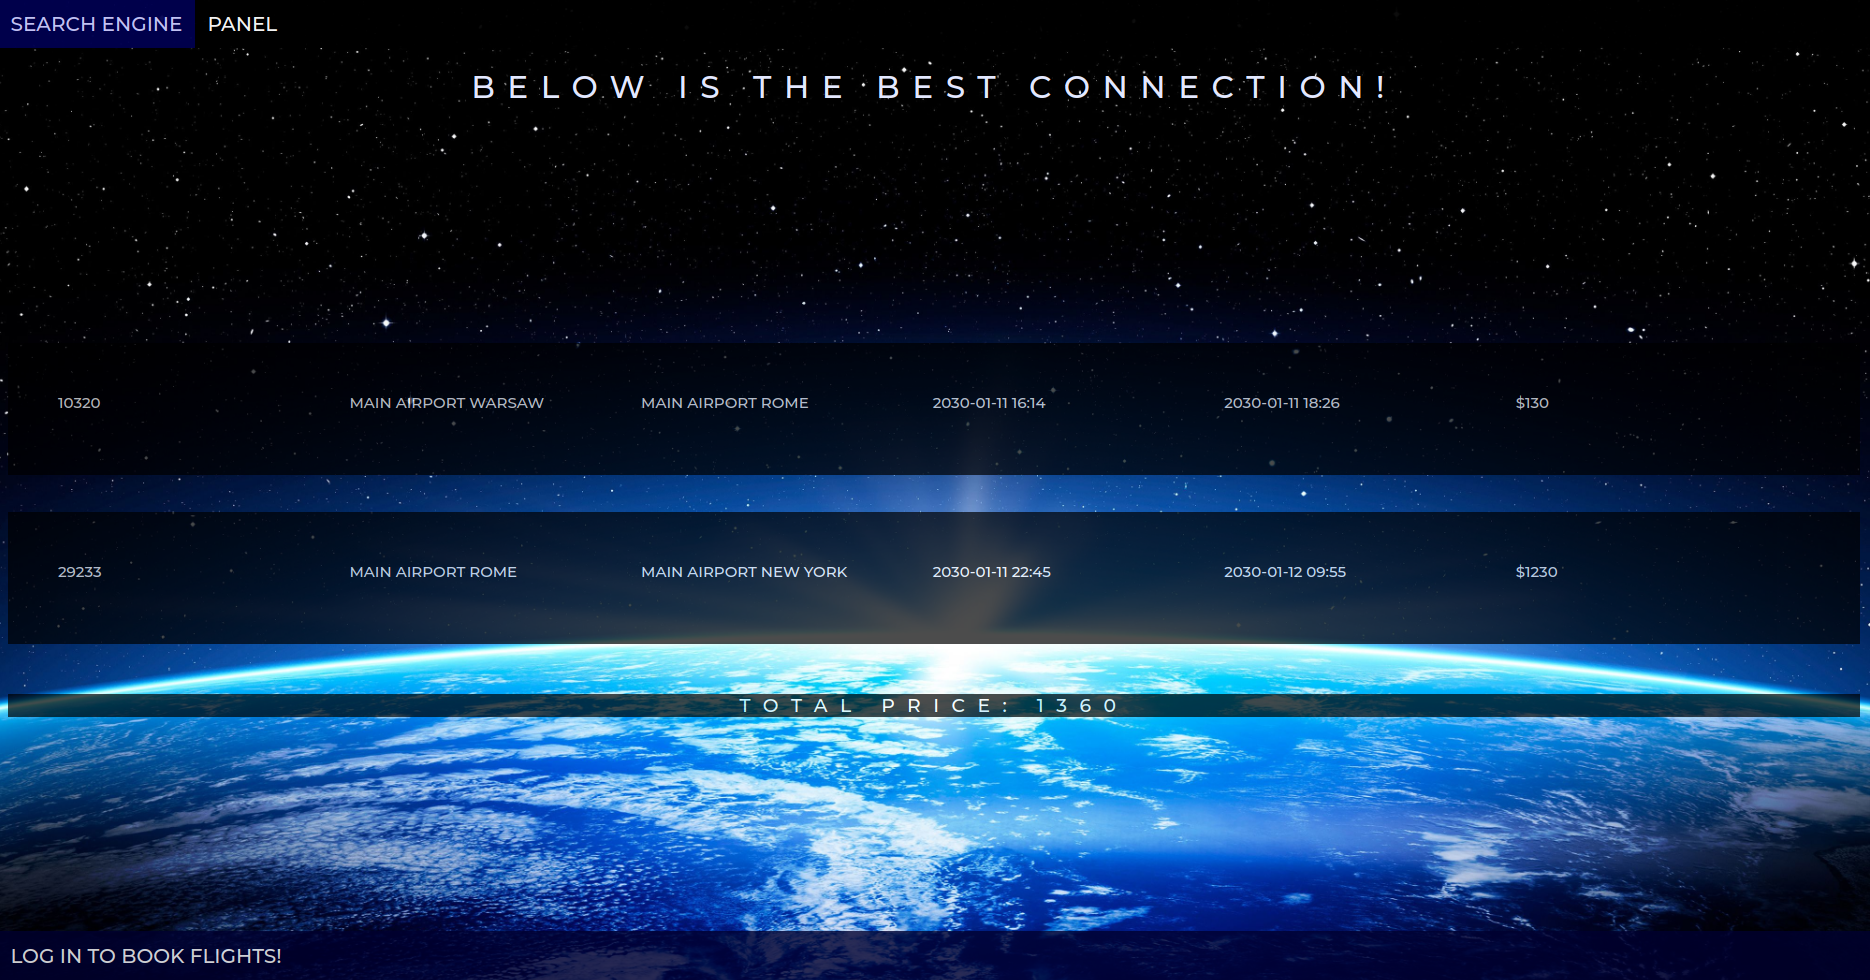 SEARCH ENGINE PANEL
BELOW IS THE BEST CONNECTION!
10320 MAIN AIRPORT WARSAW MAIN AIRPORT ROME 2030-01-11 16:14 2030-01-11 18:26 $130
29233 MAIN AIRPORT ROME MAIN AIRPORT NEW YORK 2030-01-11 22:45 2030-01-12 09:55 $1230
TOTAL PRICE: 1360
LOG IN TO BOOK FLIGHTS!